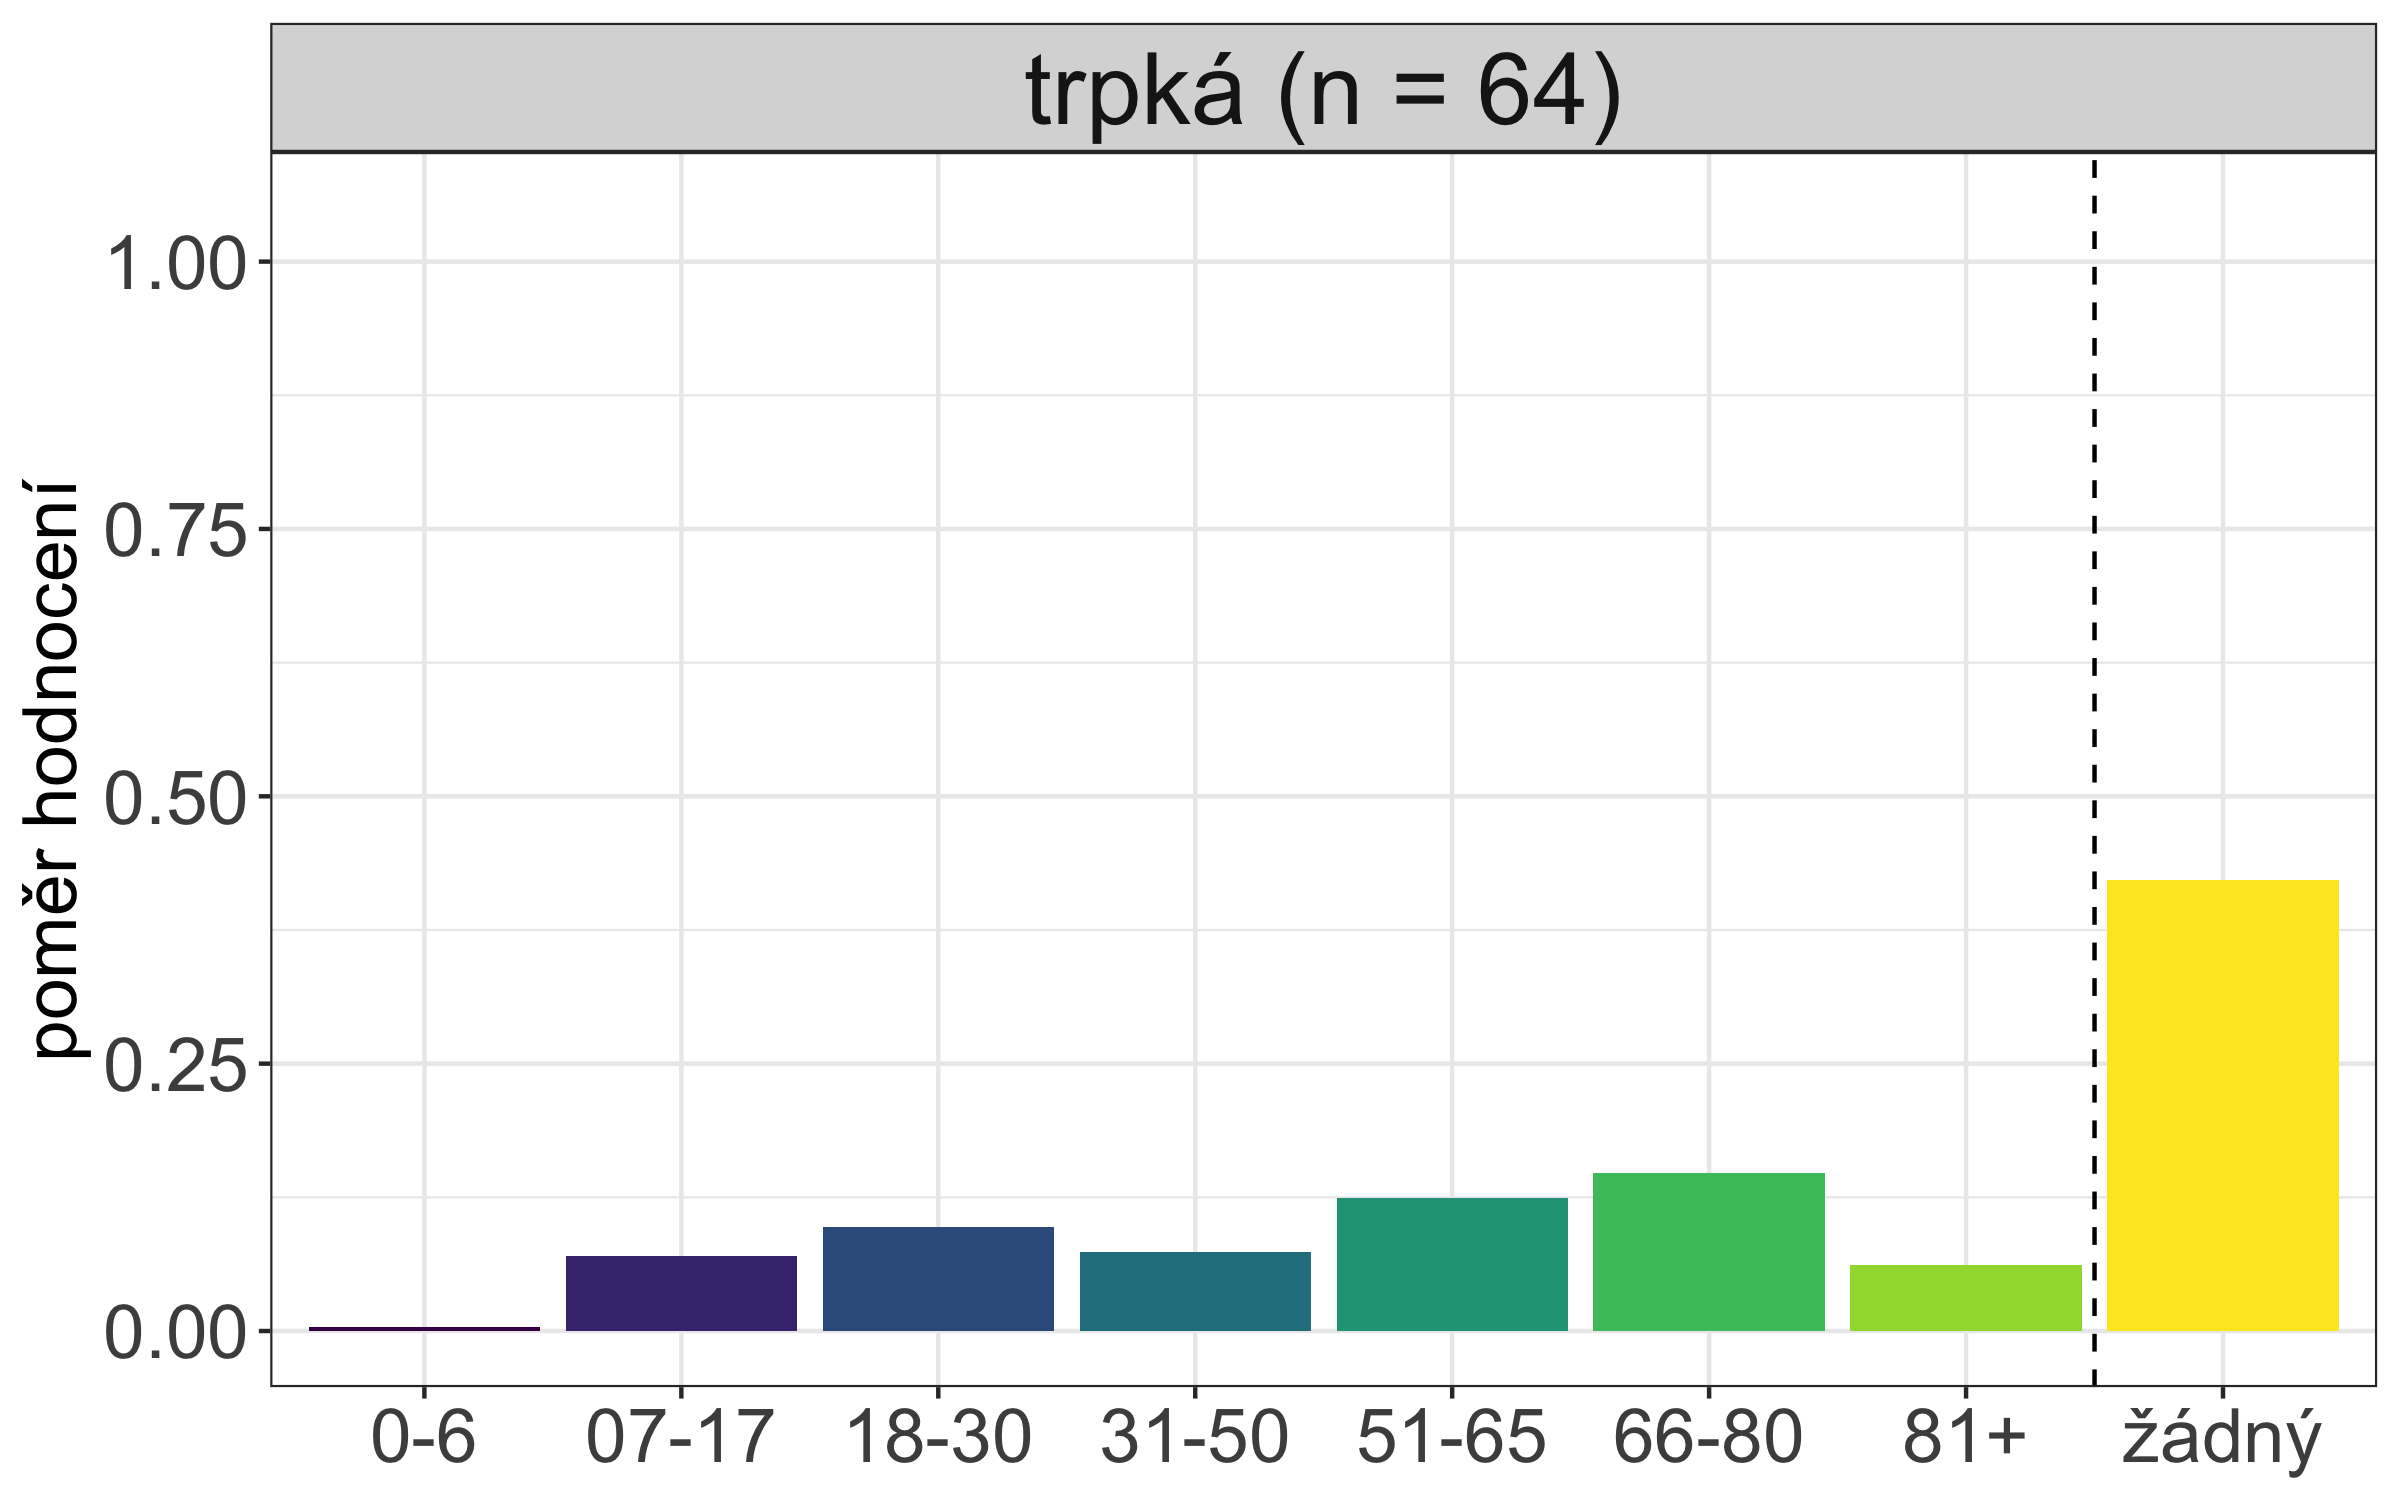 trpká (n = 64)
poměr hodnocení
1.00
0.75
0.50
0.25
0.00
0-6 07-17 18-30 31-50 51-65 66-80 81+ žádný